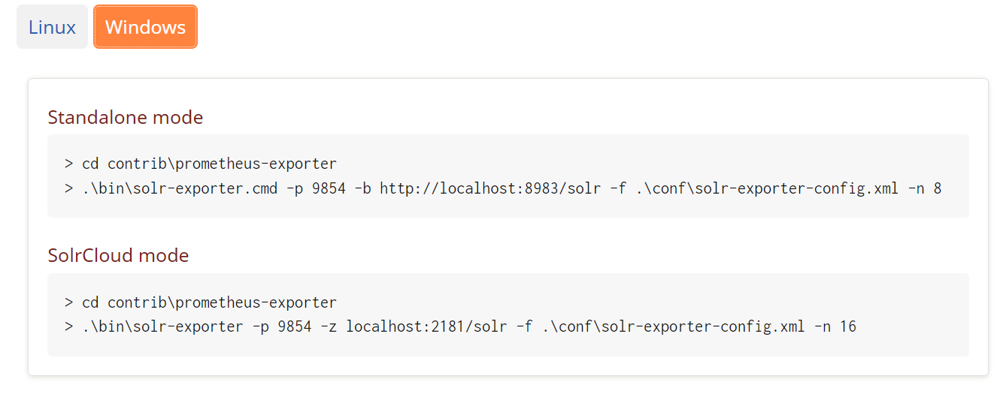 Linux Windows
Standalone mode
> cd contrib\prometheus-exporter
> .\bin\solr-exporter.cmd -p 9854 -b http://localhost:8983/solr -f .\conf\solr-exporter-config.xml -n 8
SolrCloud mode
> cd contrib\prometheus-exporter
> .\bin\solr-exporter -p 9854 -z localhost:2181/solr -f .\conf\solr-exporter-config.xml -n 16